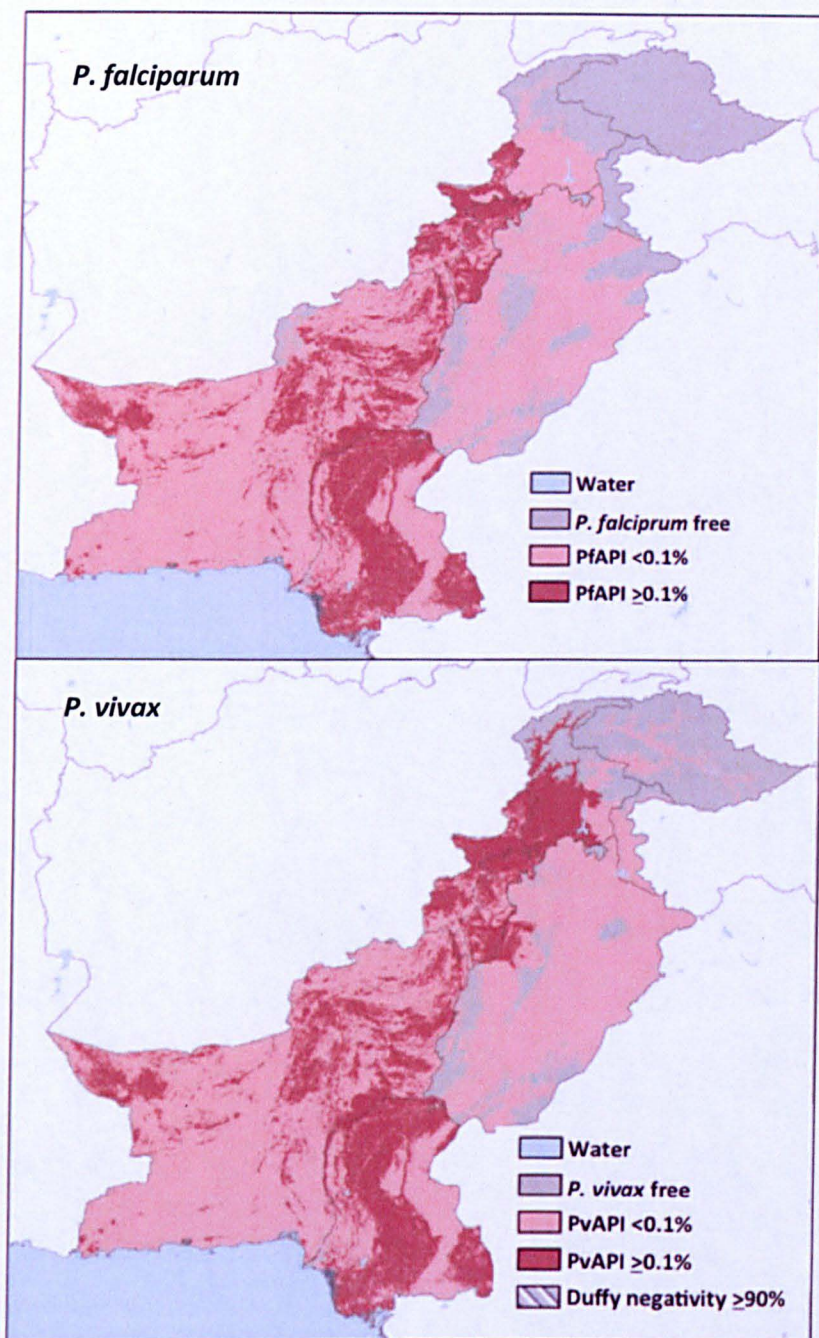 P. falciparum
Water
P. falciprum free
PfAPI <0.1%
PfAPI ≥0.1%
P. vivax
Water
P. vivax free
PvAPI <0.1%
PvAPI ≥0.1%
Duffy negativity ≥90%